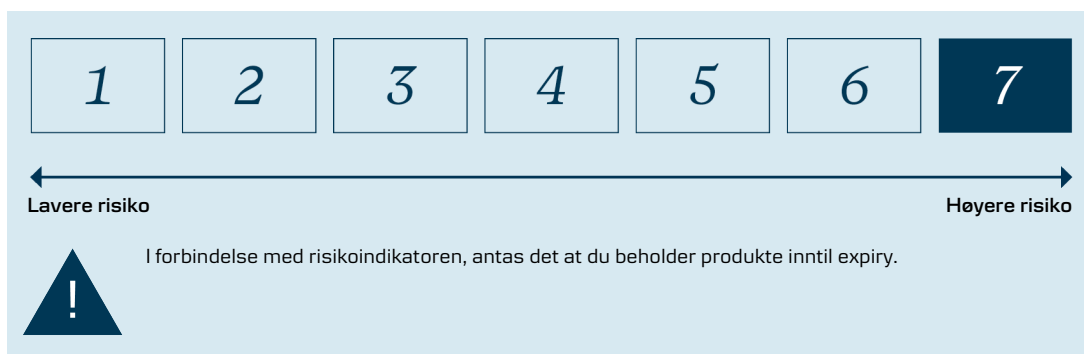 1 2 3 4 5 6 7
Lavere risiko Høyere risiko
I forbindelse med risikoindikatoren, antas det at du beholder produkte inntil expiry.
!